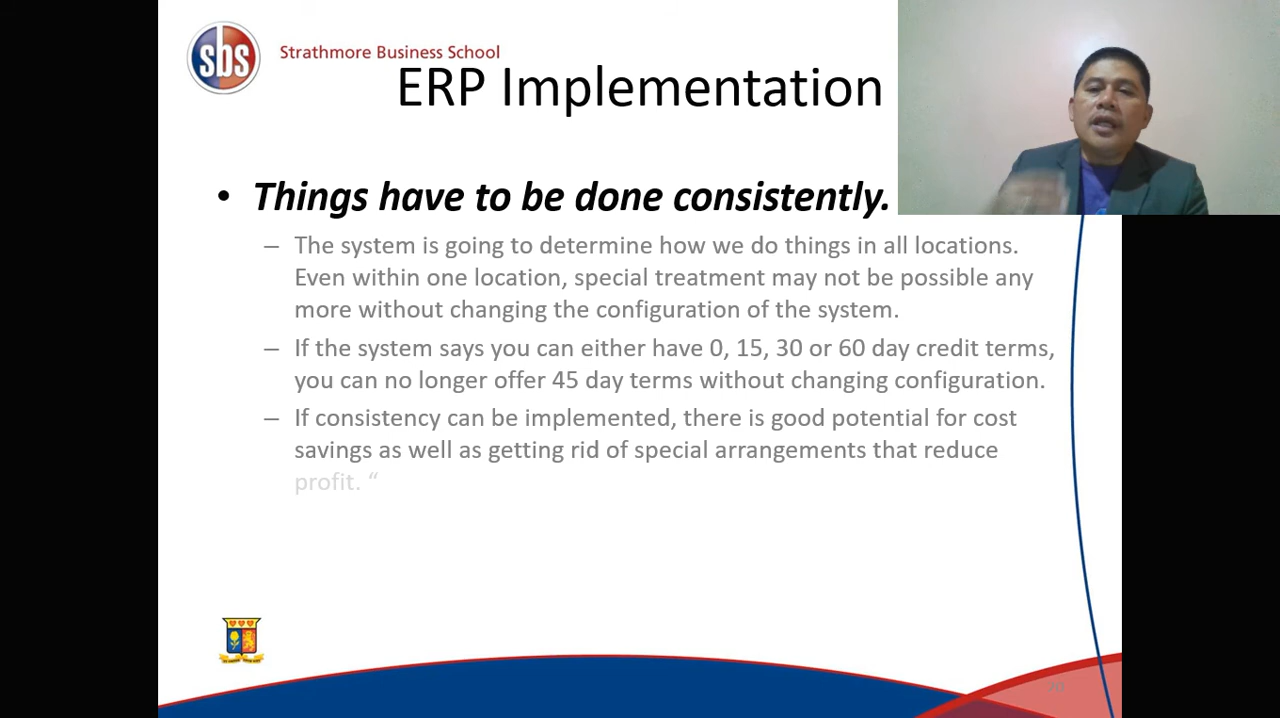 sbs
Strathmore Business School
ERP Implementation
• Things have to be done consistently.
– The system is going to determine how we do things in all locations.
Even within one location, special treatment may not be possible any
more without changing the configuration of the system.
– If the system says you can either have 0, 15, 30 or 60 day credit terms,
you can no longer offer 45 day terms without changing configuration.
– If consistency can be implemented, there is good potential for cost
savings as well as getting rid of special arrangements that reduce
profit. “